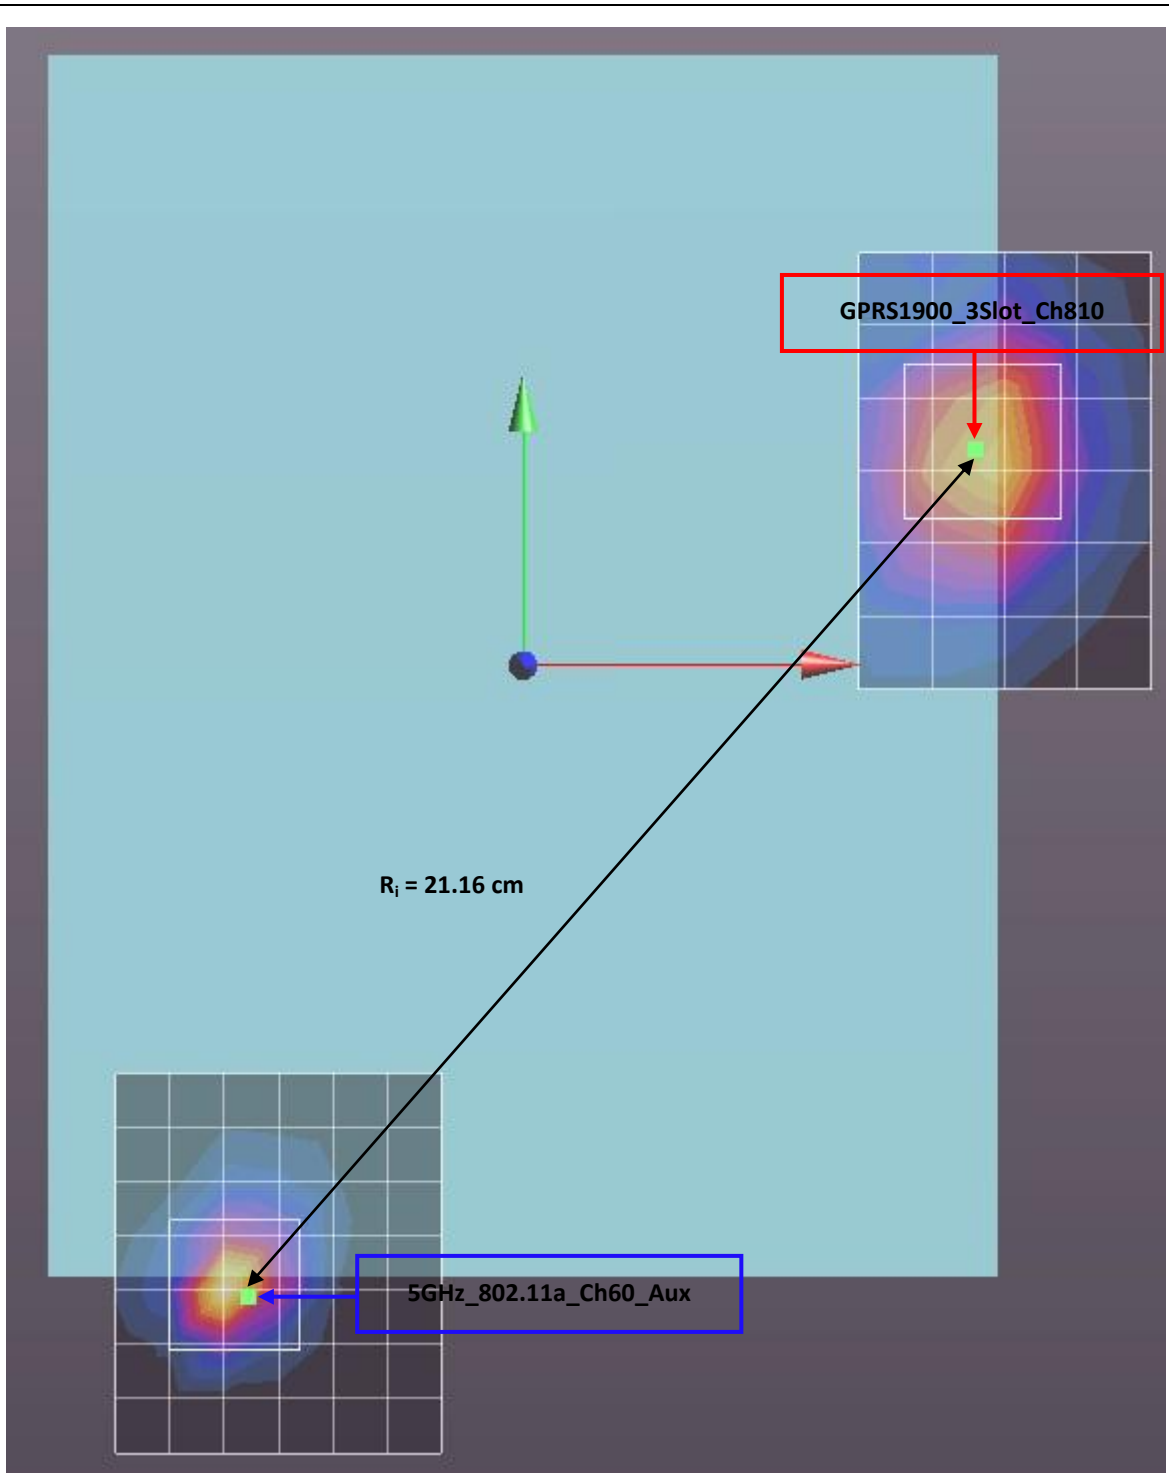 GPRS1900_3Slot_Ch810
Rᵢ = 21.16 cm
5GHz_802.11a_Ch60_Aux